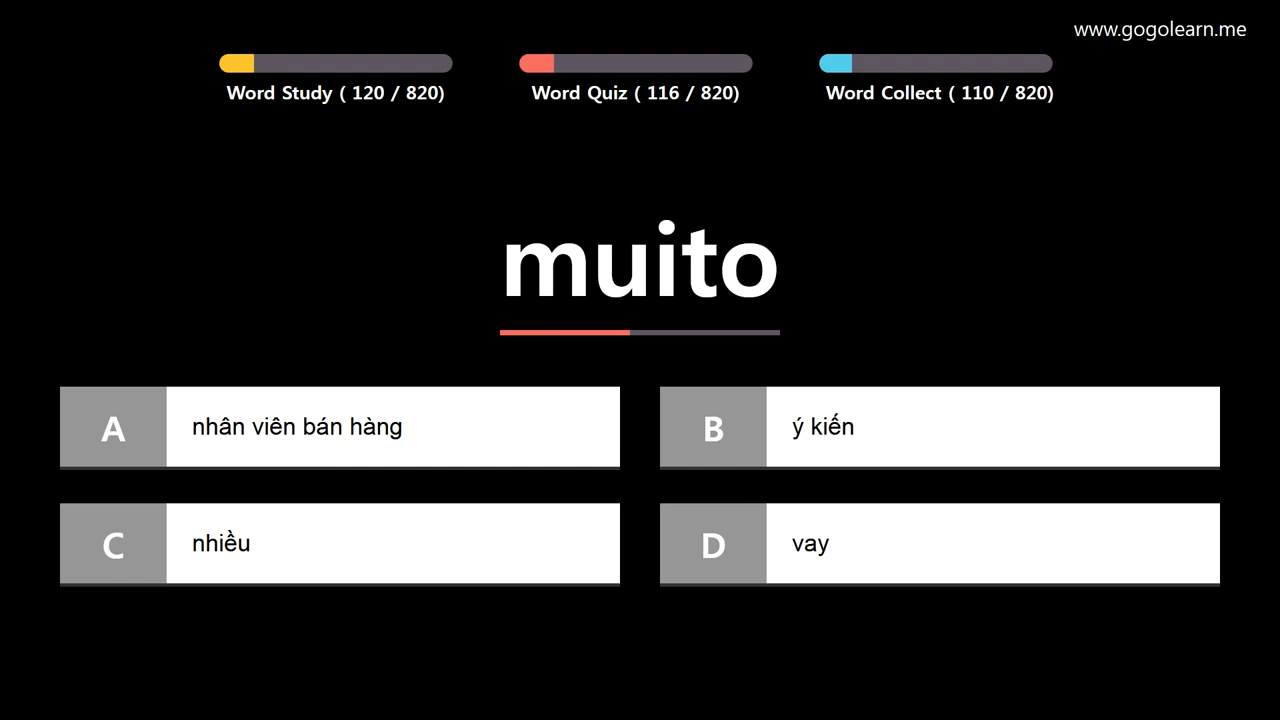 www.gogolearn.me
Word Study ( 120 / 820)
Word Quiz ( 116 / 820)
Word Collect ( 110 / 820)
muito
A
nhân viên bán hàng
B
ý kiến
C
nhiều
D
vay